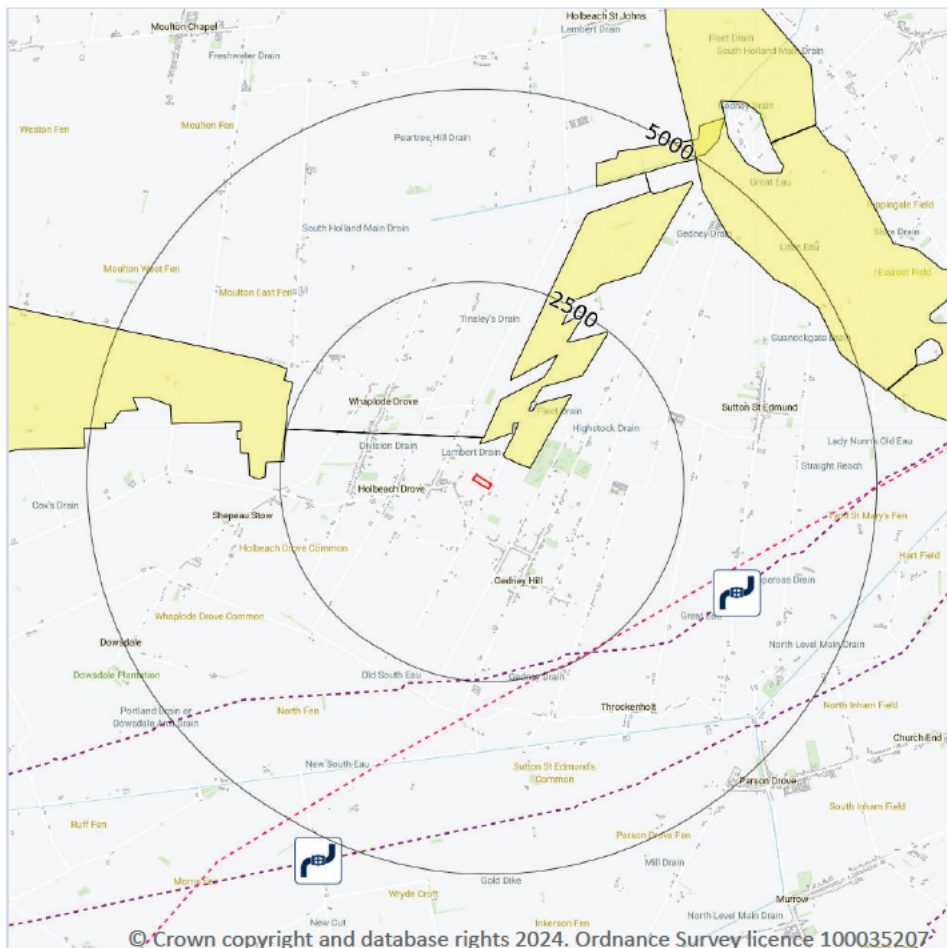 Moulton Chapel
Holbeach St Johns
Lambert Drain
Freshwater Drain
Fleet Drain
South Holland Main Drain
Weston Fen
Moulton Fen
Gedney Drain
Peartree Hill Drain
5000
Great Eau
South Holland Main Drain
Gedney Drain
Little Eau
Moulton West Fen
Moulton East Fen
2500
Tinsley's Drain
Guanockgate Drain
Whaplode Drove
Fleet Drain
Sutton St Edmund
Highstock Drain
Division Drain
Lambert Drain
Lady Nunn's Old Eau
Straight Reach
Holbeach Drove
Cox's Drain
Shepeau Stow
Holbeach Drove Common
Hart Field
Gedney Hill
Whaplode Drove Common
Great Eau
Dowsdale
North Level Main Drain
Dowsdale Plantation
Old South Eau
Gedney Drain
Portland Drain or
Dowsdale Arm Drain
North Fen
Throckenholt
North Inham Field
Church End
New South Eau
Sutton St Edmund's
Common
Parson Drove
South Inham Field
Ruff Fen
Parson Drove Fen
Mill Drain
Morris Fen
Gold Dike
Wryde Croft
Murrow
New Cut
Inkerson Fen
North Level Main Drain
© Crown copyright and database rights 2024. Ordnance Survey licence 100035207